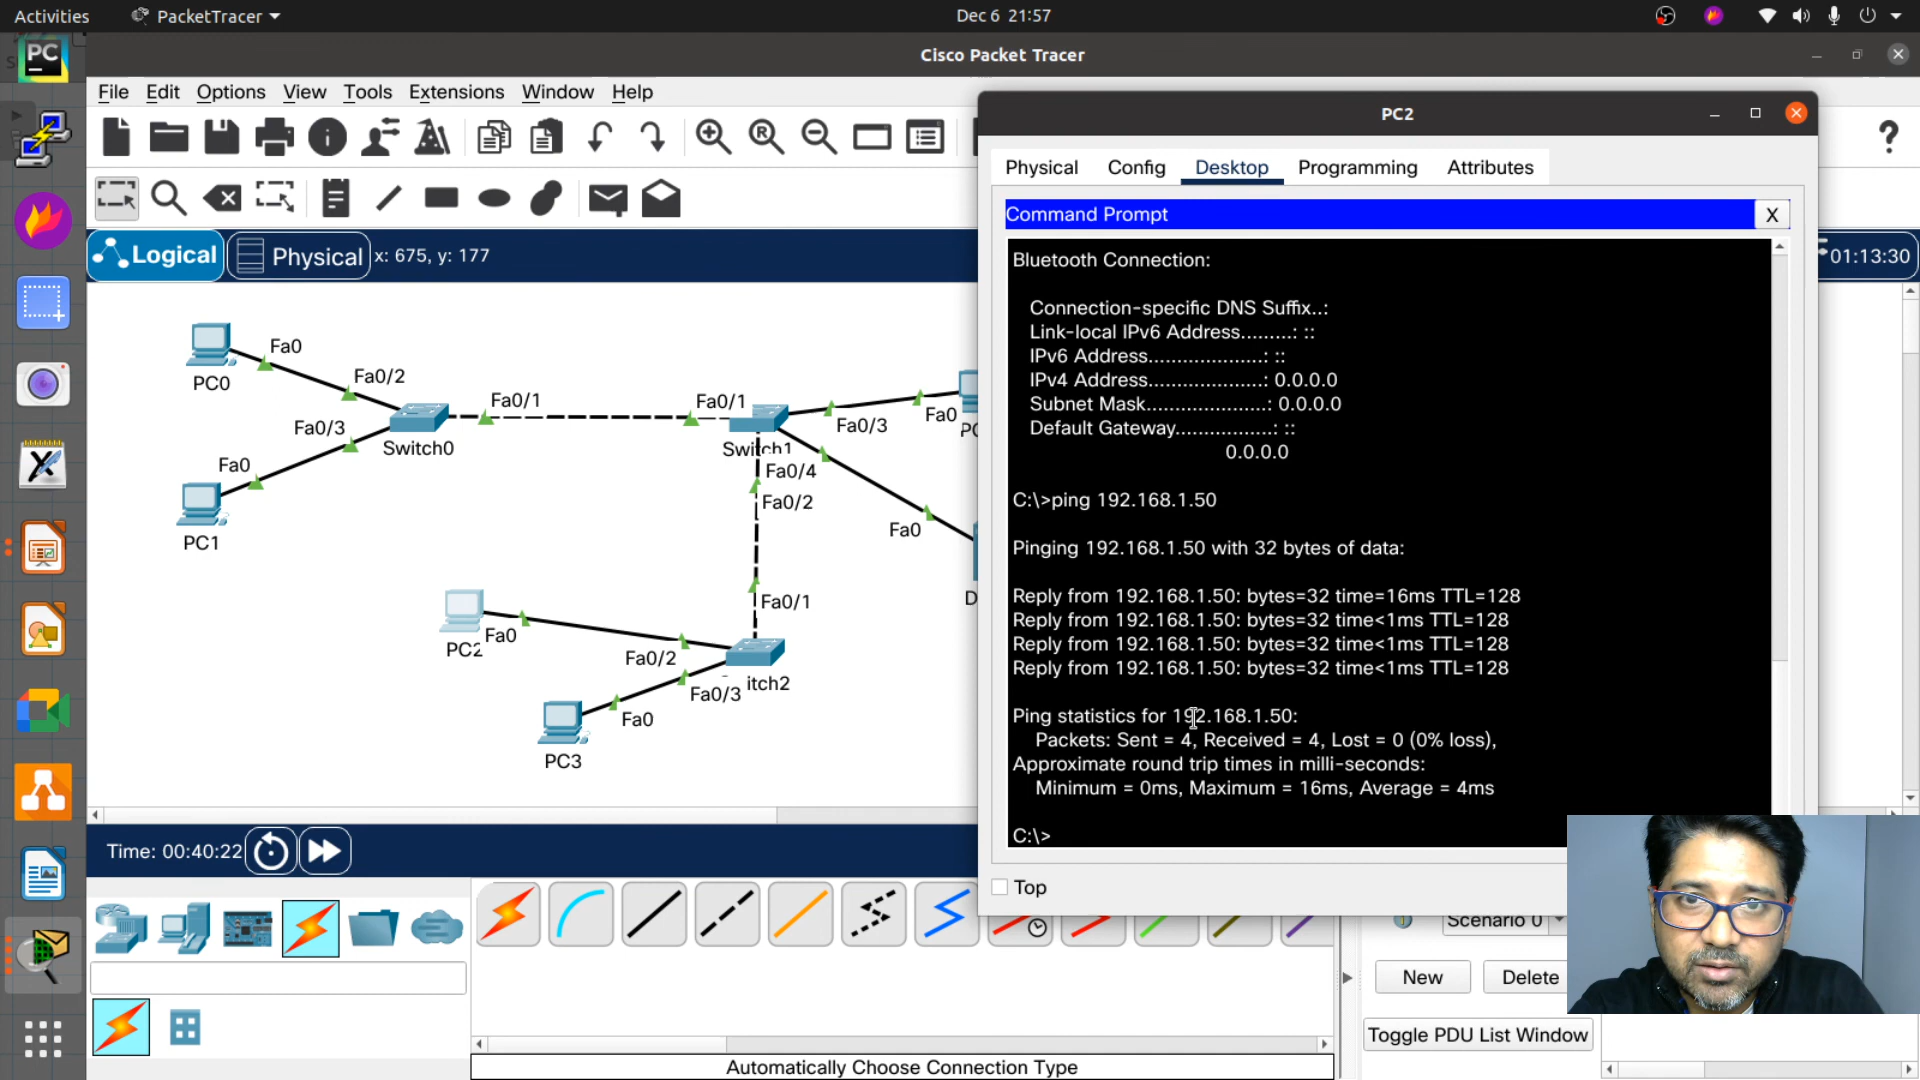 Activities
PacketTracer
Dec 6 21:57
Cisco Packet Tracer
PC
File Edit Options View Tools Extensions Window Help
PC2
Physical Config Desktop Programming Attributes
Command Prompt
X
Logical
Physical
x: 675, y: 177
01:13:30
Bluetooth Connection:
Connection-specific DNS Suffix..:
Link-local IPv6 Address.........: ::
IPv6 Address....................: ::
IPv4 Address....................: 0.0.0.0
Subnet Mask.....................: 0.0.0.0
Default Gateway.................: ::
0.0.0.0
C:\>ping 192.168.1.50
Pinging 192.168.1.50 with 32 bytes of data:
Reply from 192.168.1.50: bytes=32 time=16ms TTL=128
Reply from 192.168.1.50: bytes=32 time<1ms TTL=128
Reply from 192.168.1.50: bytes=32 time<1ms TTL=128
Reply from 192.168.1.50: bytes=32 time<1ms TTL=128
Ping statistics for 192.168.1.50:
Packets: Sent = 4, Received = 4, Lost = 0 (0% loss),
Approximate round trip times in milli-seconds:
Minimum = 0ms, Maximum = 16ms, Average = 4ms
C:\>
Top
Fa0
PC0
Fa0/2
Fa0/3
Fa0
PC1
Switch0
Fa0/1
Fa0/1
Switch1
Fa0/3
Fa0
Fa0/4
Fa0/2
Fa0
Fa0/1
PC2
Fa0
Fa0/2
Fa0/3
itch2
Fa0
PC3
Time: 00:40:22
Scenario 0
New
Delete
Toggle PDU List Window
Automatically Choose Connection Type